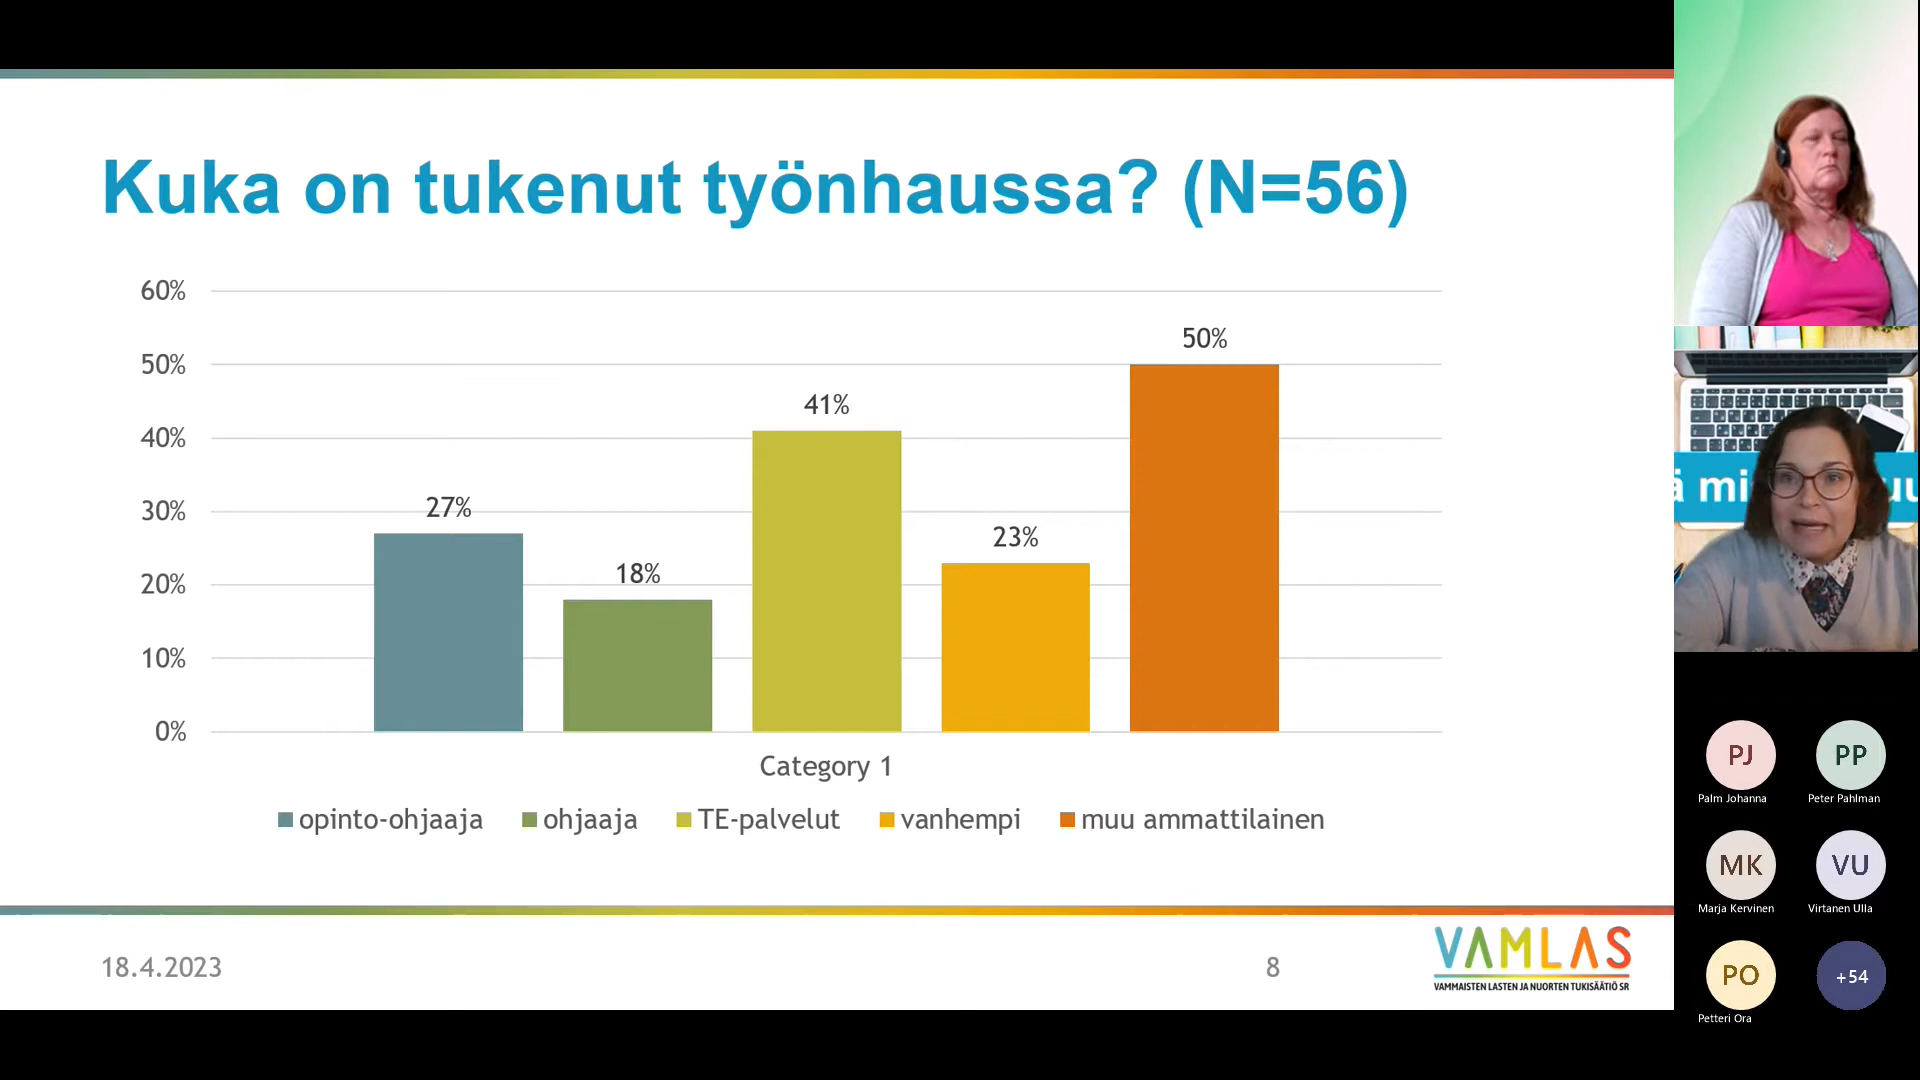 Kuka on tukenut työnhaussa? (N=56)
60%
50%
40%
30%
20%
10%
0%
27%
18%
41%
23%
50%
Category 1
opinto-ohjaaja ohjaaja TE-palvelut vanhempi muu ammattilainen
18.4.2023
8
VAMLAS
VAMMAISTEN LASTEN JA NUORTEN TUKISÄÄTIÖ SR
ä mi
PJ PP
Palm Johanna Peter Pahlman
MK VU
Marja Kervinen Virtanen Ulla
PO +54
Petteri Ora